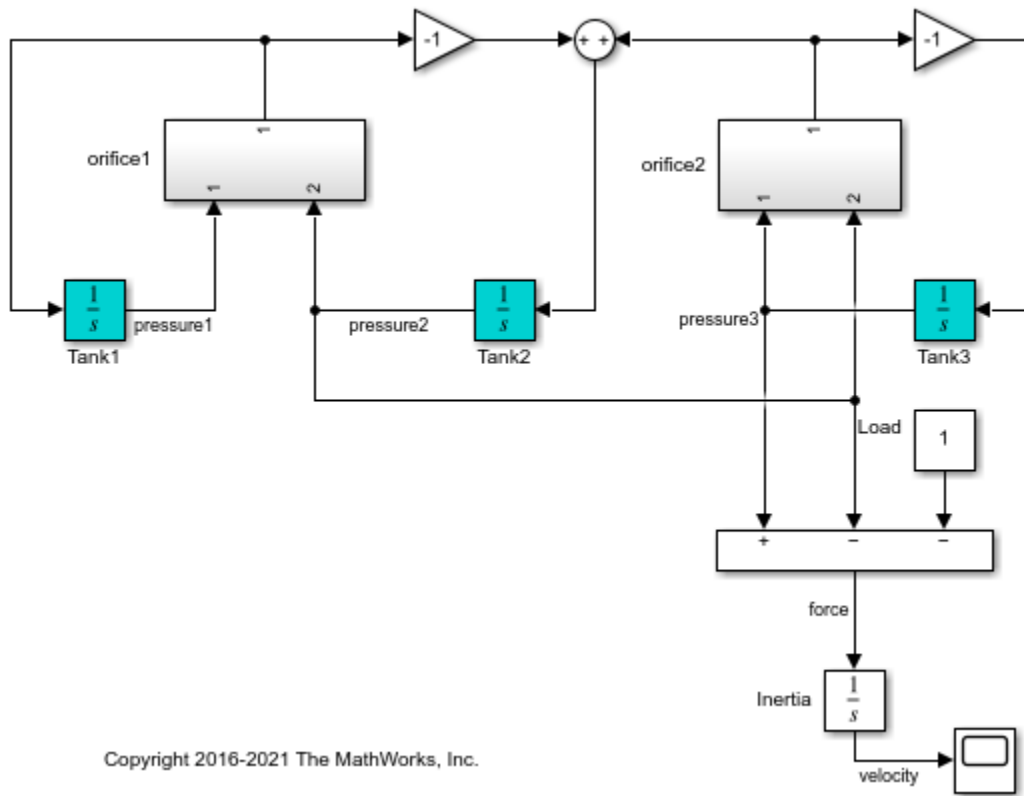 -1
+ +
-1
1
orifice1
1
2
1
orifice2
1
2
1
s
pressure1
Tank1
pressure2
1
s
Tank2
pressure3
1
s
Tank3
Load
1
+
−
−
force
Inertia
1
s
velocity
Copyright 2016-2021 The MathWorks, Inc.